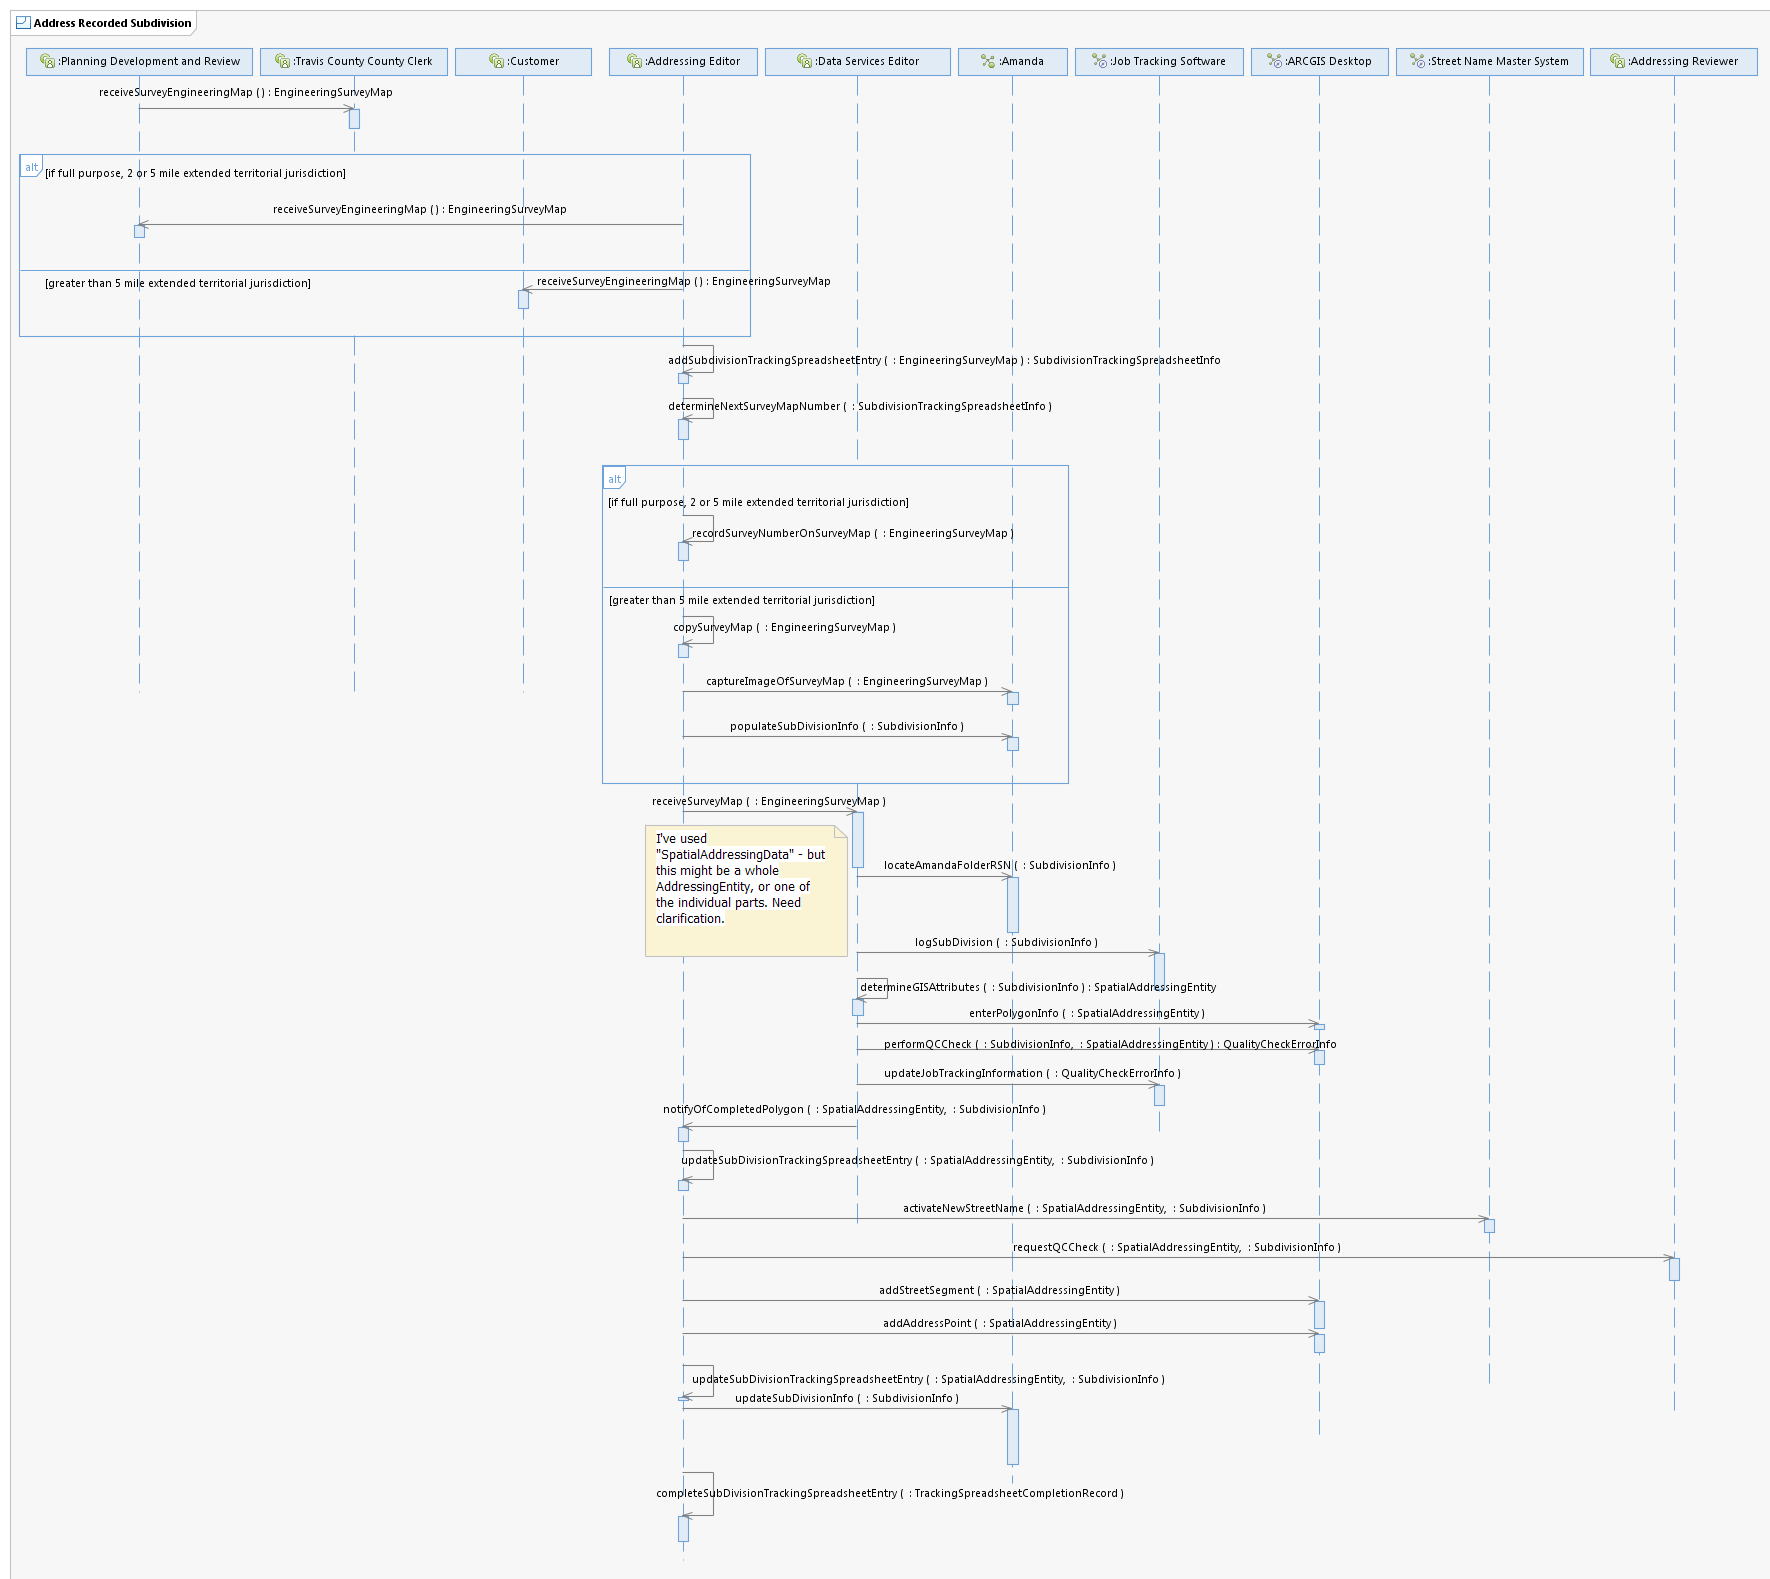 Address Recorded Subdivision
:Planning Development and Review
:Travis County County Clerk
:Customer
:Addressing Editor
:Data Services Editor
:Amanda
:Job Tracking Software
:ARCGIS Desktop
:Street Name Master System
:Addressing Reviewer
receiveSurveyEngineeringMap ( ) : EngineeringSurveyMap
alt
[if full purpose, 2 or 5 mile extended territorial jurisdiction]
receiveSurveyEngineeringMap ( ) : EngineeringSurveyMap
[greater than 5 mile extended territorial jurisdiction]
receiveSurveyEngineeringMap ( ) : EngineeringSurveyMap
addSubdivisionTrackingSpreadsheetEntry ( : EngineeringSurveyMap ) : SubdivisionTrackingSpreadsheetInfo
determineNextSurveyMapNumber ( : SubdivisionTrackingSpreadsheetInfo )
alt
[if full purpose, 2 or 5 mile extended territorial jurisdiction]
recordSurveyNumberOnSurveyMap ( : EngineeringSurveyMap )
[greater than 5 mile extended territorial jurisdiction]
copySurveyMap ( : EngineeringSurveyMap )
captureImageOfSurveyMap ( : EngineeringSurveyMap )
populateSubDivisionInfo ( : SubdivisionInfo )
receiveSurveyMap ( : EngineeringSurveyMap )
I've used
"SpatialAddressingData" - but
this might be a whole
AddressingEntity, or one of
the individual parts. Need
clarification.
locateAmandaFolderRSN ( : SubdivisionInfo )
logSubDivision ( : SubdivisionInfo )
determineGISAttributes ( : SubdivisionInfo ) : SpatialAddressingEntity
enterPolygonInfo ( : SpatialAddressingEntity )
performQCCheck ( : SubdivisionInfo, : SpatialAddressingEntity ) : QualityCheckErrorInfo
updateJobTrackingInformation ( : QualityCheckErrorInfo )
notifyOfCompletedPolygon ( : SpatialAddressingEntity, : SubdivisionInfo )
updateSubDivisionTrackingSpreadsheetEntry ( : SpatialAddressingEntity, : SubdivisionInfo )
activateNewStreetName ( : SpatialAddressingEntity, : SubdivisionInfo )
requestQCCheck ( : SpatialAddressingEntity, : SubdivisionInfo )
addStreetSegment ( : SpatialAddressingEntity )
addAddressPoint ( : SpatialAddressingEntity )
updateSubDivisionTrackingSpreadsheetEntry ( : SpatialAddressingEntity, : SubdivisionInfo )
updateSubDivisionInfo ( : SubdivisionInfo )
completeSubDivisionTrackingSpreadsheetEntry ( : TrackingSpreadsheetCompletionRecord )